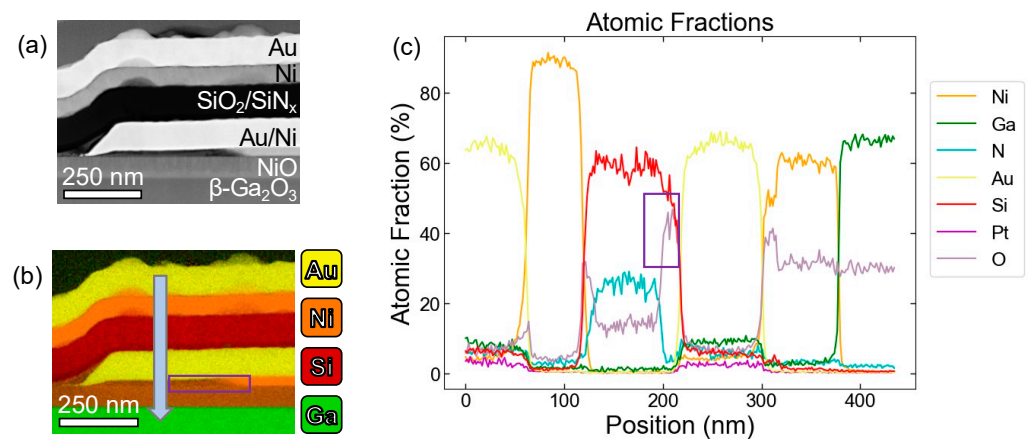 (a)
Au
Ni
SiO₂/SiNₓ
Au/Ni
NiO
β-Ga₂O₃
250 nm
(b)
Au
Ni
Si
Ga
250 nm
(c)
Atomic Fractions
Atomic Fraction (%)
80
60
40
20
0
0 100 200 300 400
Position (nm)
Ni
Ga
N
Au
Si
Pt
O